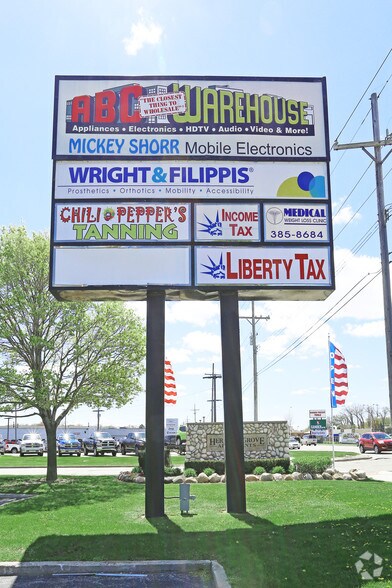 ABC WAREHOUSE
"THE CLOSEST THING TO WHOLESALE"
Appliances • Electronics • HDTV • Audio • Video & More!
MICKEY SHORR Mobile Electronics
WRIGHT & FILIPPIS®
Prosthetics • Orthotics • Mobility • Accessibility
CHILI PEPPER'S
TANNING
INCOME
TAX
MEDICAL
WEIGHT LOSS CLINIC
385-8684
LIBERTY TAX
OPEN